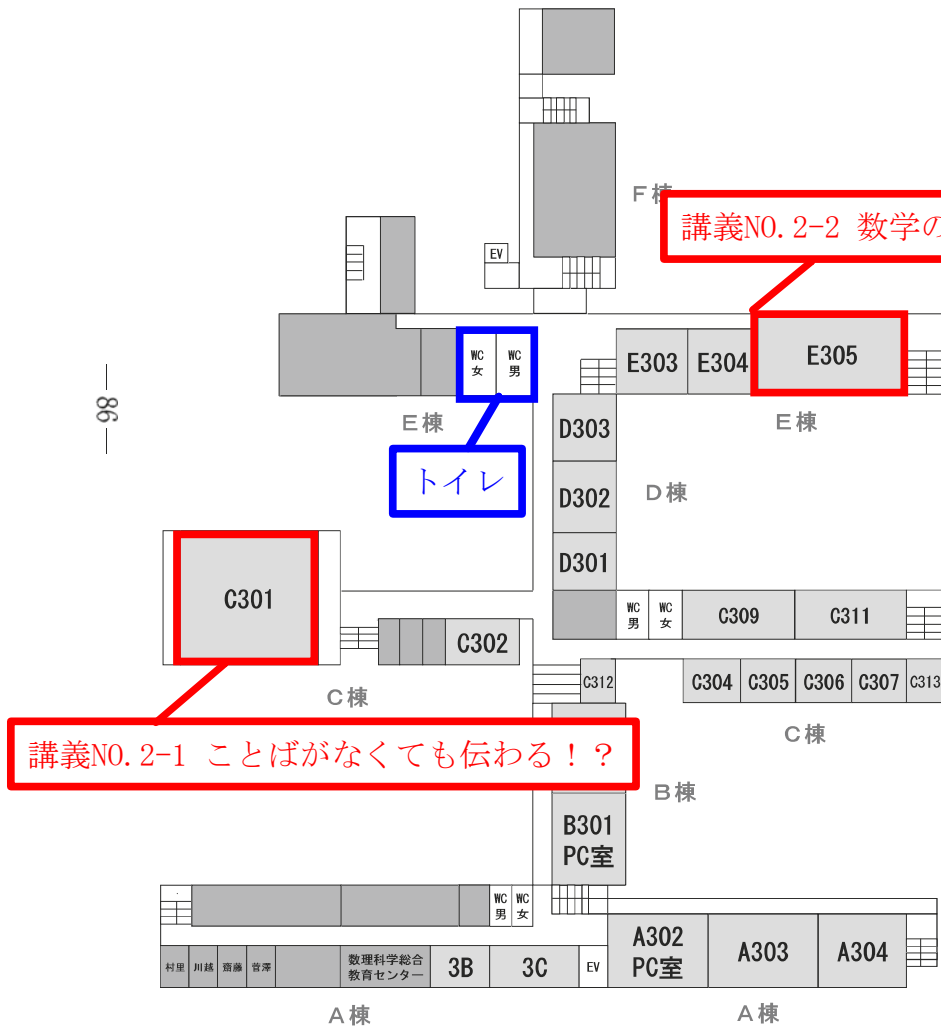 F棟
講義NO.2-2 数学の
EV
WC
女
WC
男
E303
E304
E305
E棟
E棟
— 86 —
D303
トイレ
D302
D棟
D301
C301
WC
男
WC
女
C309
C311
C302
C312
C304
C305
C306
C307
C313
C棟
C棟
講義NO.2-1 ことばがなくても伝わる！？
B棟
B301
PC室
WC
男
WC
女
村里
川越
齋藤
菅澤
数理科学総合
教育センター
3B
3C
EV
A302
PC室
A303
A304
A棟
A棟